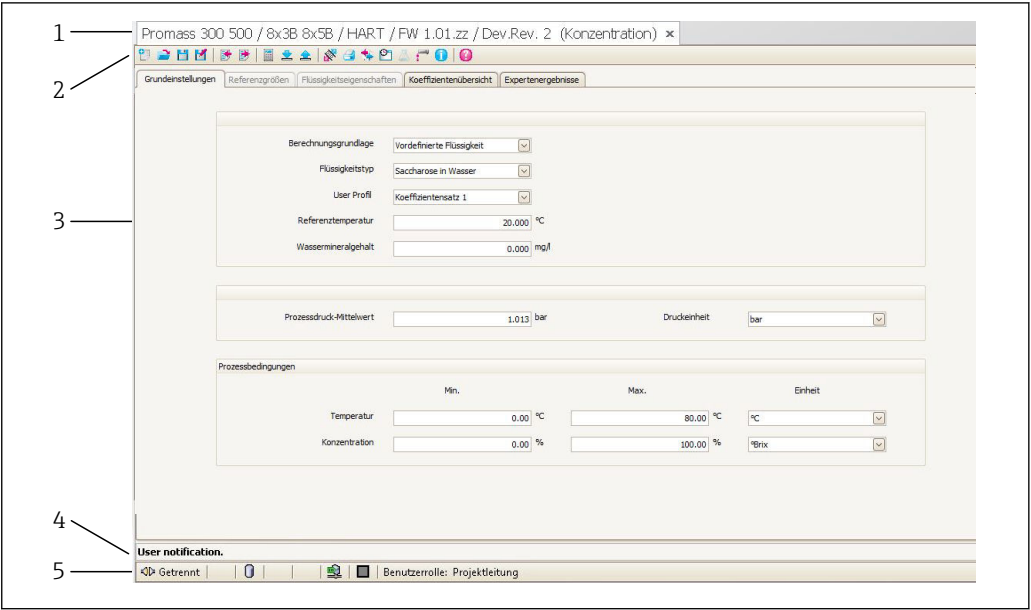 1
Promass 300 500 / 8x3B 8x5B / HART / FW 1.01.zz / Dev.Rev. 2 (Konzentration) ×
2
Grundeinstellungen Referenzgrößen Flüssigkeitseigenschaften Koeffizientenübersicht Expertenergebnisse
Berechnungsgrundlage Vordefinierte Flüssigkeit
Flüssigkeitstyp Saccharose in Wasser
User Profil Koeffizientensatz 1
3
Referenztemperatur 20.000 °C
Wassermineralgehalt 0.000 mg/l
Prozessdruck-Mittelwert 1.013 bar Druckeinheit bar
Prozessbedingungen
Min. Max. Einheit
Temperatur 0.00 °C 80.00 °C °C
Konzentration 0.00 % 100.00 % °Brix
4
User notification.
5
Getrennt Benutzerrolle: Projektleitung